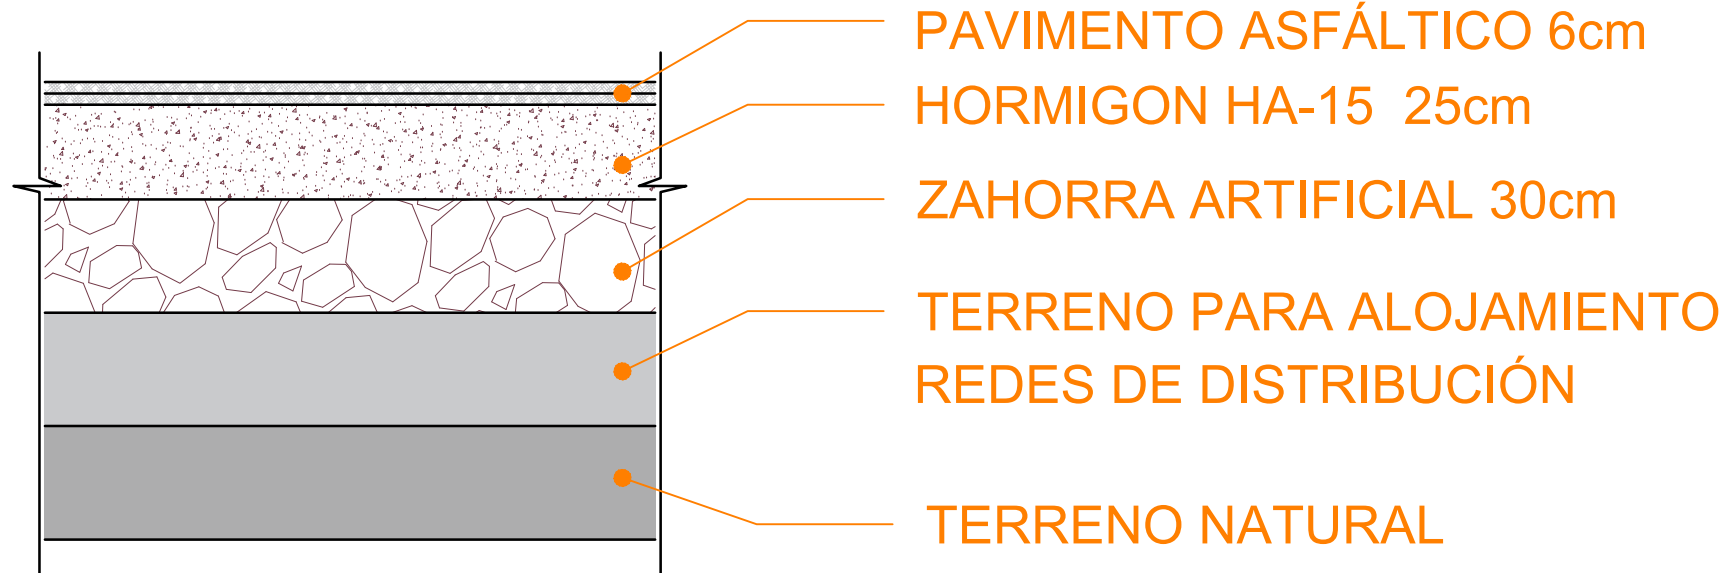 PAVIMENTO ASFÁLTICO 6cm
HORMIGON HA-15 25cm
ZAHORRA ARTIFICIAL 30cm
TERRENO PARA ALOJAMIENTO
REDES DE DISTRIBUCIÓN
TERRENO NATURAL